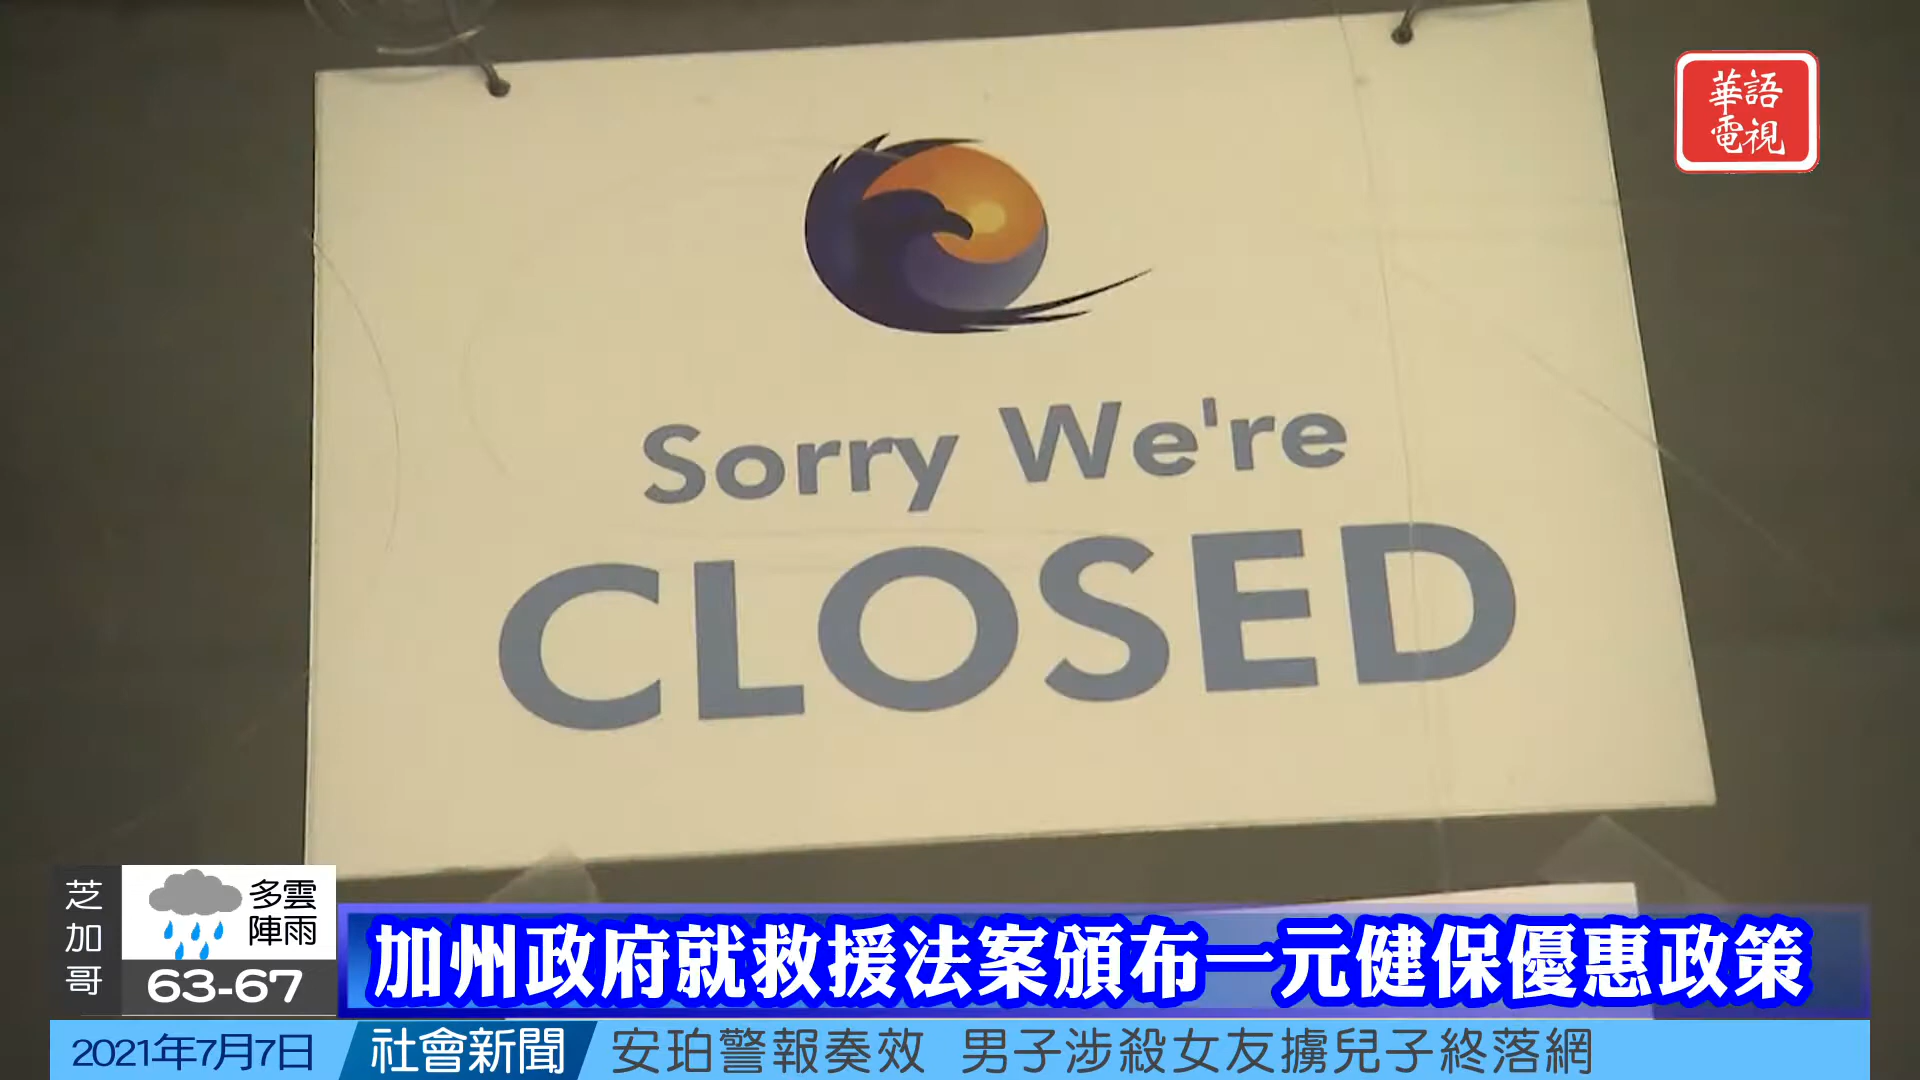 華語
電視
Sorry We're
CLOSED
芝加哥
多雲
陣雨
63-67
加州政府就救援法案頒布一元健保優惠政策
2021年7月7日
社會新聞
安珀警報奏效 男子涉殺女友擄兒子終落網